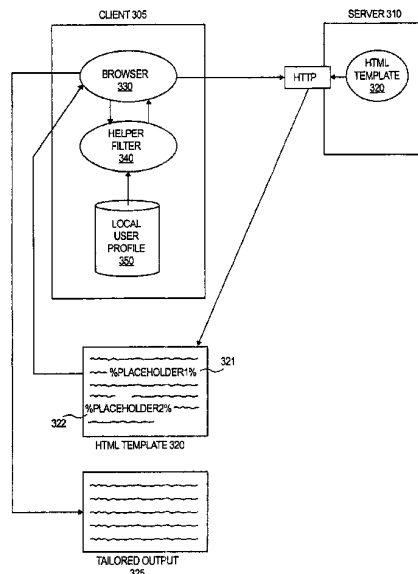 CLIENT 305
SERVER 310
BROWSER
330
HTTP
HTML
TEMPLATE
320
HELPER
FILTER
340
LOCAL
USER
PROFILE
350
%PLACEHOLDER1%
321
%PLACEHOLDER2%
322
HTML TEMPLATE 320
TAILORED OUTPUT
325